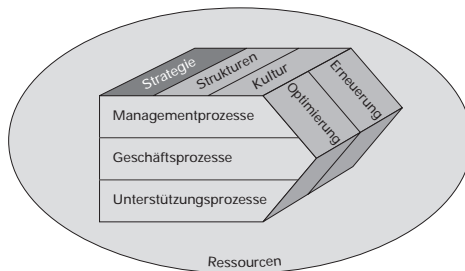 Strategie
Strukturen
Kultur
Optimierung
Erneuerung
Managementprozesse
Geschäftsprozesse
Unterstützungsprozesse
Ressourcen